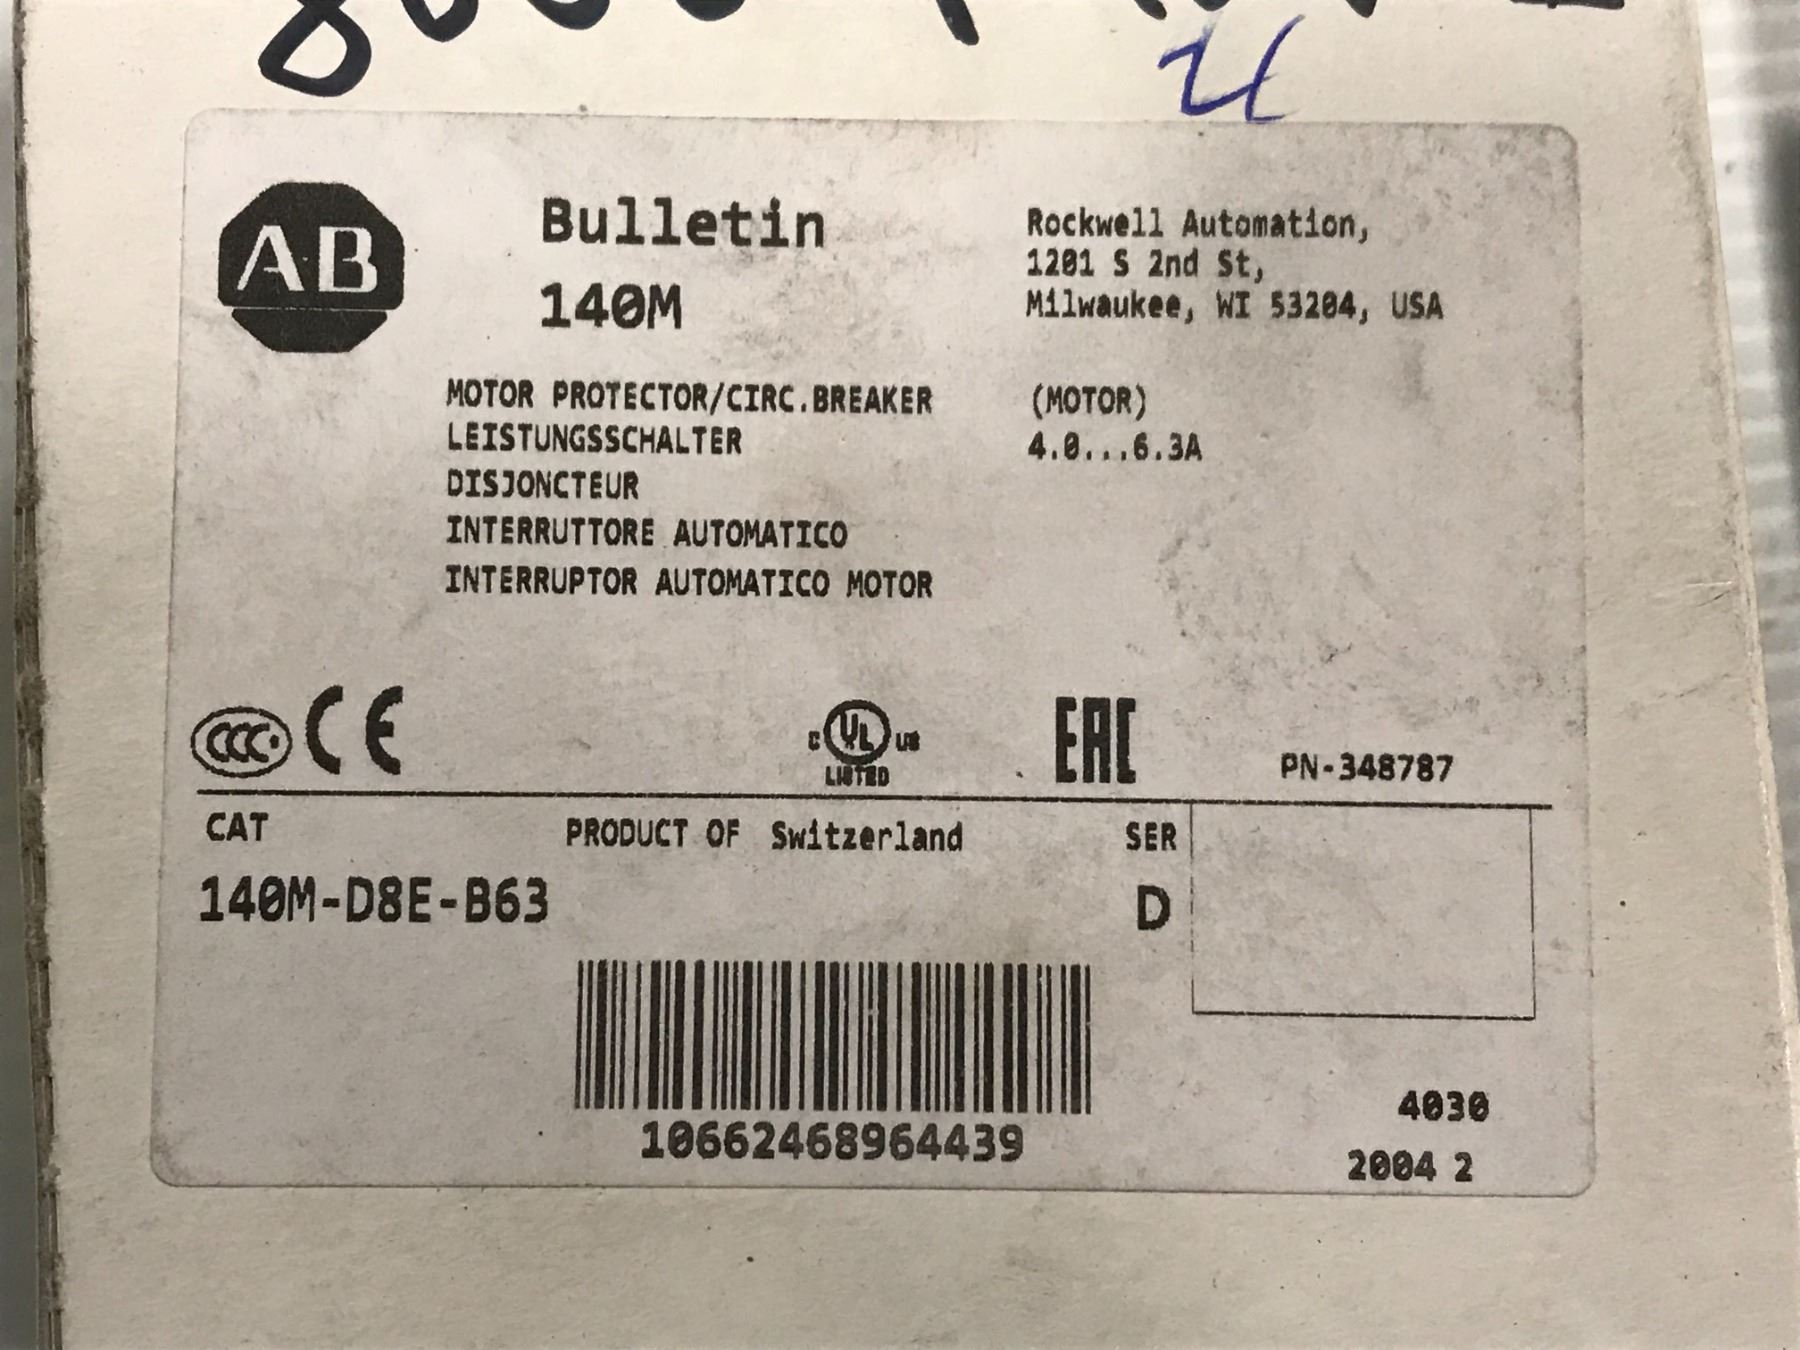 AB
Bulletin
140M
Rockwell Automation,
1201 S 2nd St,
Milwaukee, WI 53204, USA
MOTOR PROTECTOR/CIRC.BREAKER
LEISTUNGSSCHALTER
DISJONCTEUR
INTERRUTTORE AUTOMATICO
INTERRUPTOR AUTOMATICO MOTOR
(MOTOR)
4.0...6.3A
CCC CE
C UL US
LISTED
EAC
PN-348787
CAT
PRODUCT OF Switzerland
SER
140M-D8E-B63
D
10662468964439
4030
2004 2